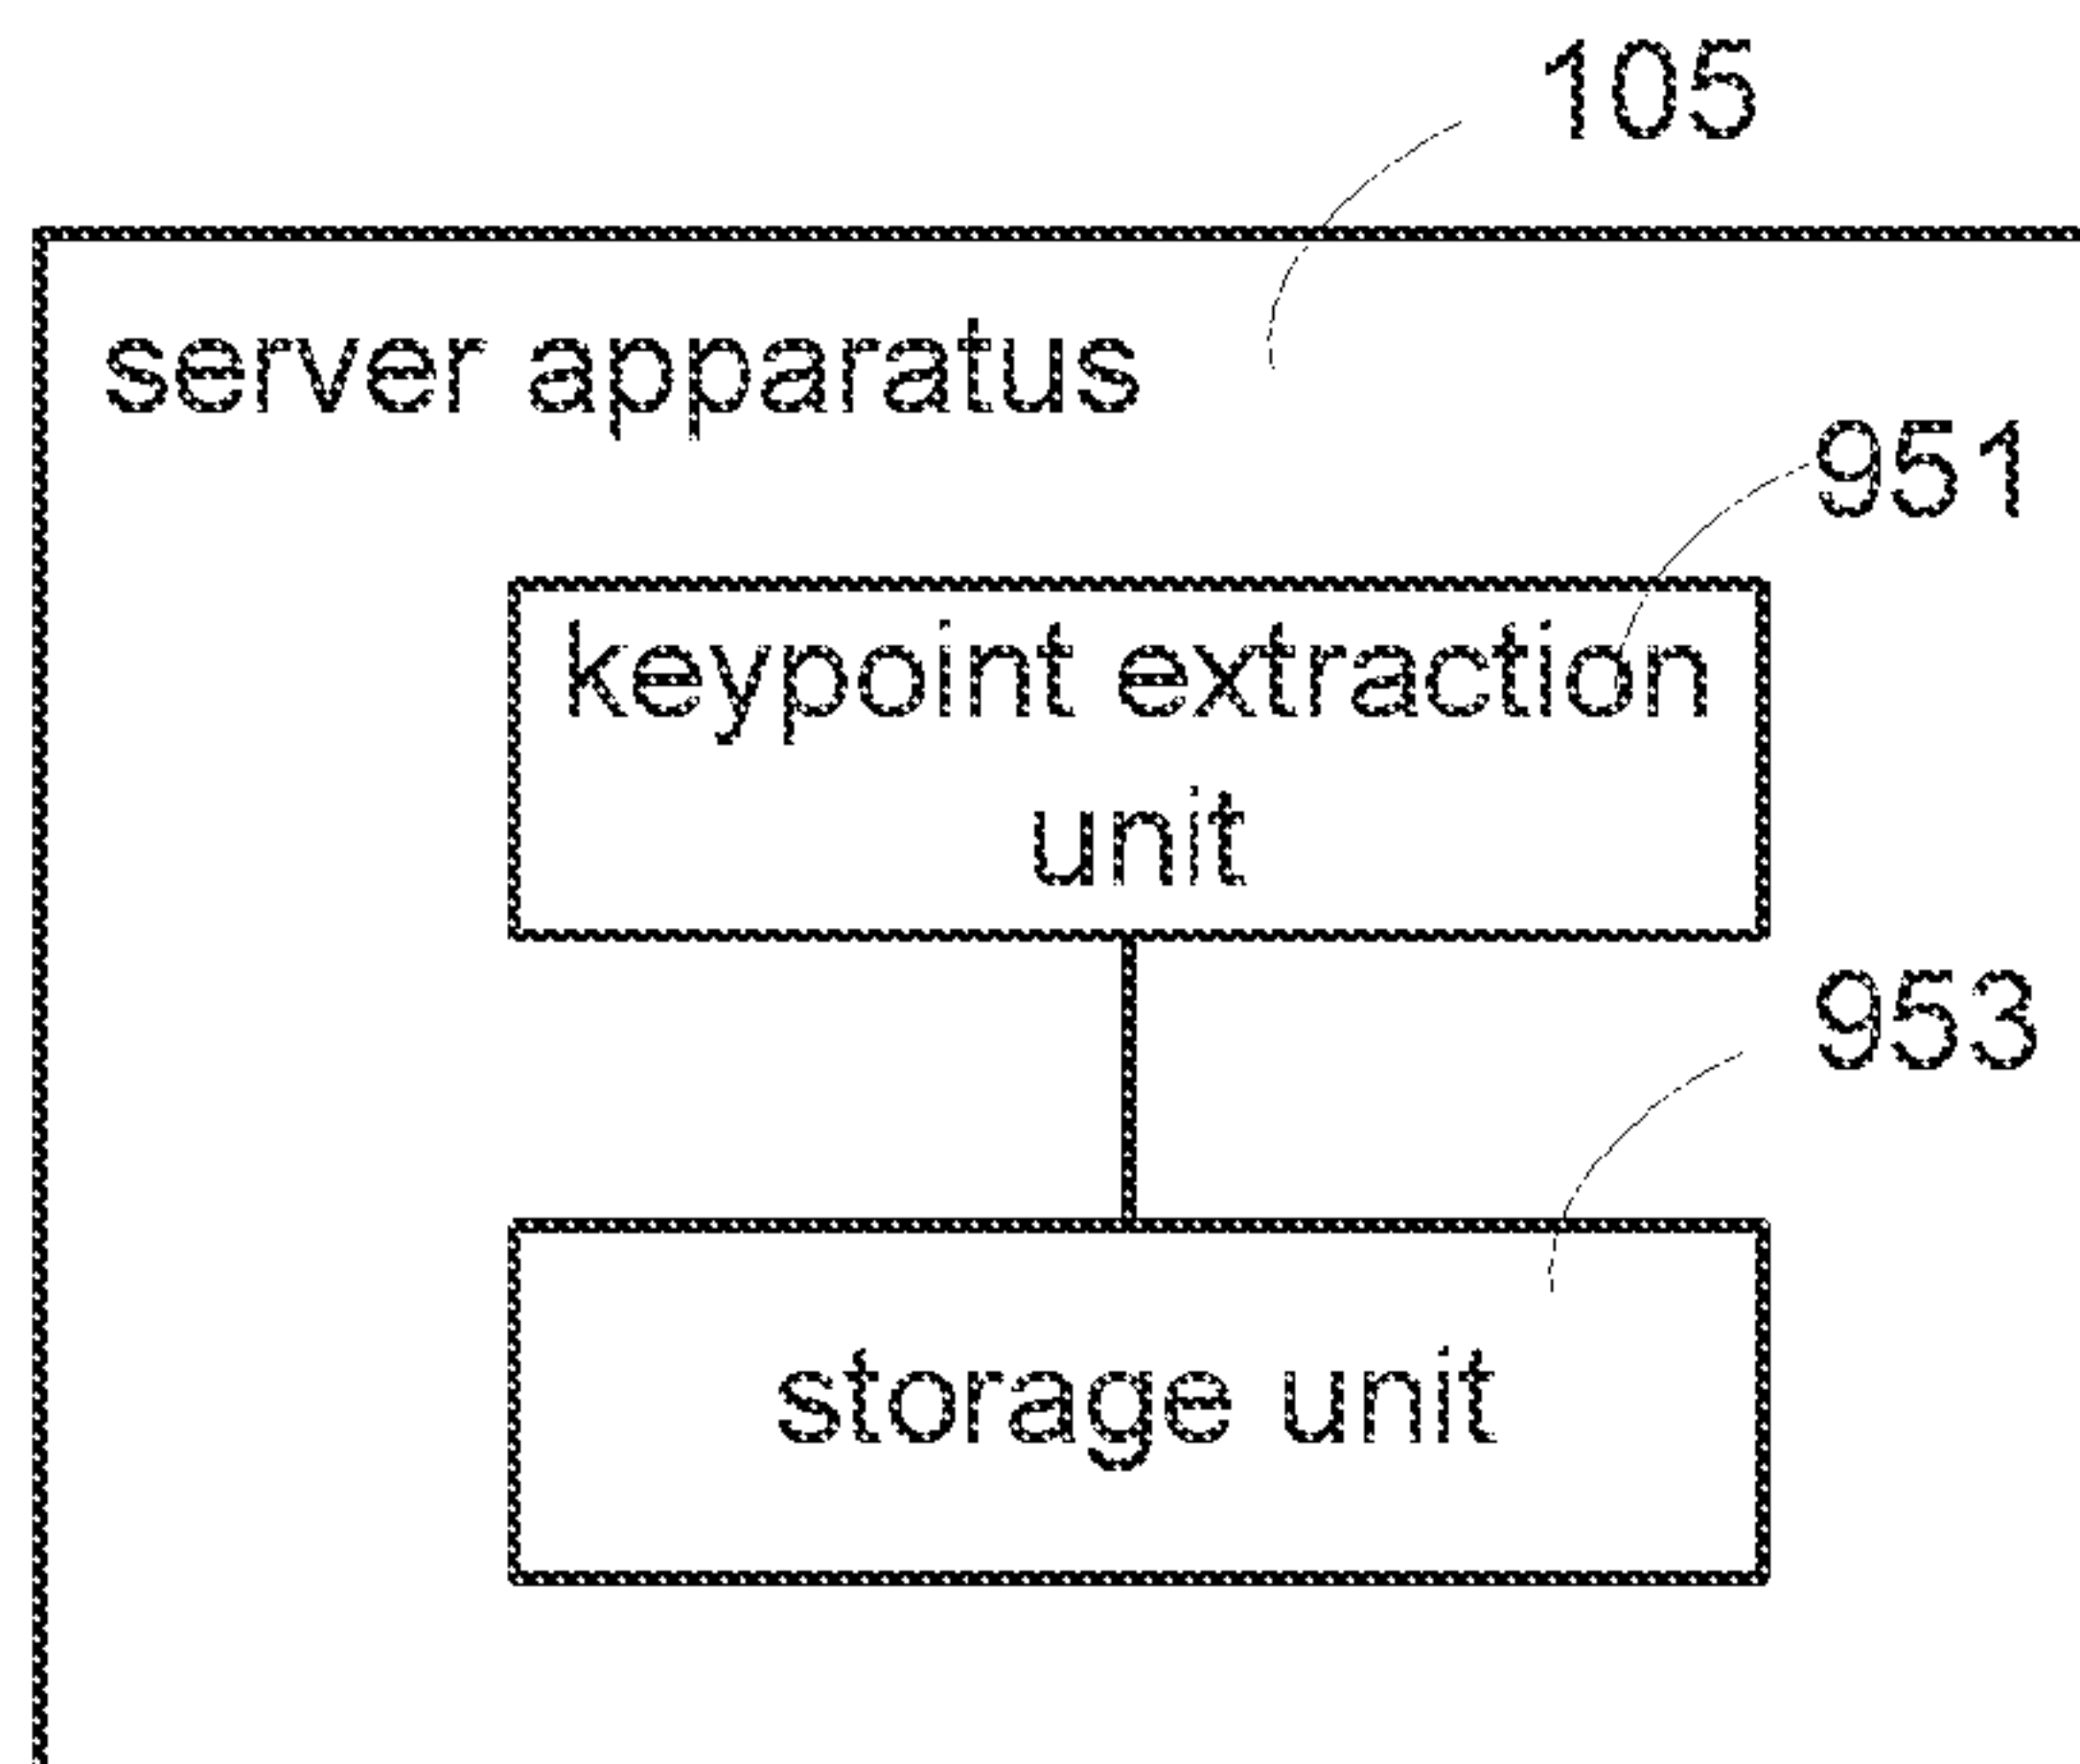 105
server apparatus
951
keypoint extraction
unit
953
storage unit